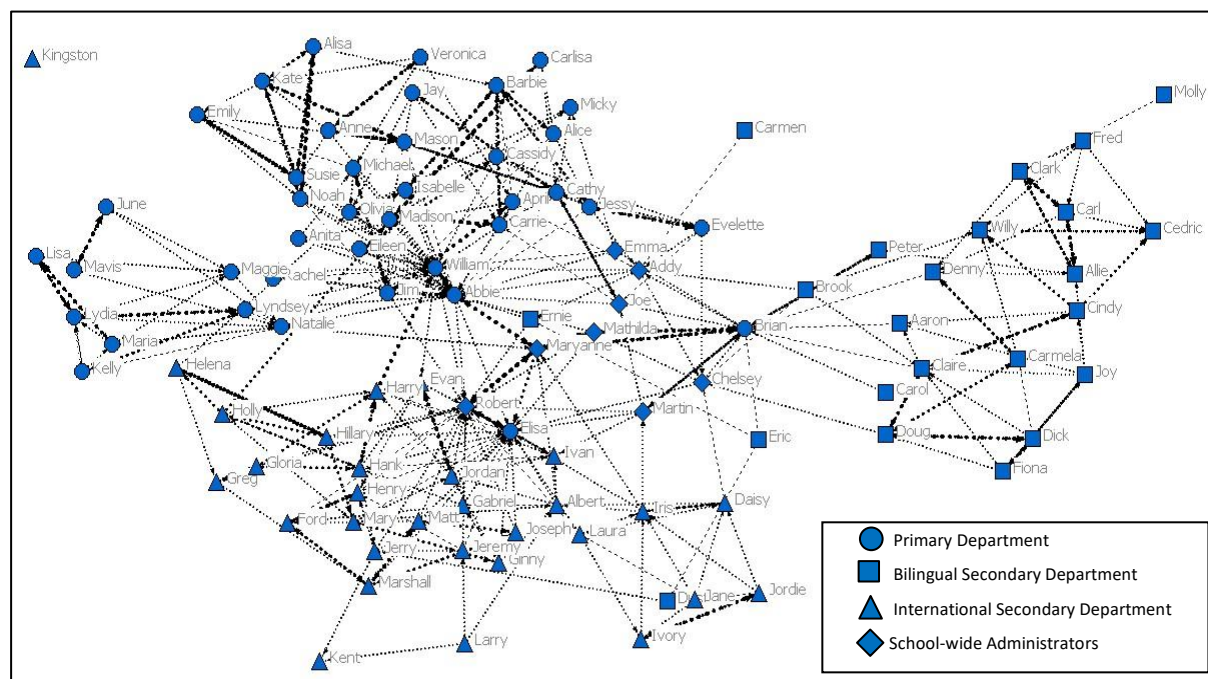 Kingston
Alisa
Veronica
Carlisa
Kate
Barbie
Jay
Molly
Emily
Micky
Anne
Mason
Alice
Carmen
Fred
Cassidy
Michael
Clark
Susie
Isabelle
Noah
Cathy
April
Jessy
June
Olivia
Madison
Carrie
Carl
Evelette
Willy
Cedric
Anita
Eileen
Emma
Peter
Lisa
Mavis
Maggie
William
Addy
Denny
Allie
Jim
Abbie
Brook
Lyndsey
Joe
Cindy
Lydia
Natalie
Ernie
Mathilda
Brian
Aaron
Maria
Maryanne
Kelly
Helena
Claire
Carmela
Joy
Harry
Evan
Chelsey
Carol
Holly
Robert
Martin
Hillary
Elisa
Eric
Doug
Dick
Gloria
Hank
Ivan
Fiona
Greg
Jordan
Henry
Gabriel
Albert
Iris
Daisy
Ford
Mary
Matt
Joseph
Laura
Jerry
Jeremy
Ginny
Marshall
Jane
Jordie
Larry
Ivory
Kent
Primary Department
Bilingual Secondary Department
International Secondary Department
School-wide Administrators